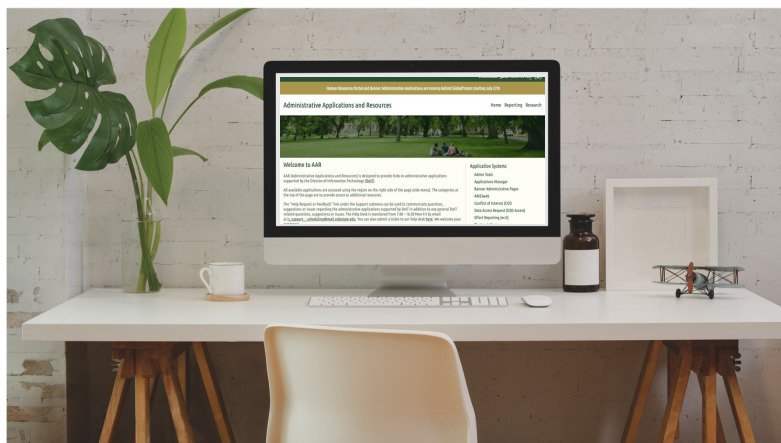 Human Resources Portal and Banner Administrative Applications are moving behind GlobalProtect starting July 27th
Administrative Applications and Resources
Home Reporting Research
Welcome to AAR
AAR (Administrative Applications and Resources) is designed to provide links to administrative applications
supported by the Division of Information Technology (DoIT).
All available applications are accessed using the region on the right side of the page (side menu). The categories at
the top of the page are to provide access to additional resources.
The "Help Request or Feedback" link under the Support submenu can be used to communicate questions,
suggestions or issues regarding the administrative applications supported by DoIT in addition to any general DoIT
related questions, suggestions or issues. The Help Desk is monitored from 7:30 - 16:30 Mon-Fri by email
You can also submit a ticket to our help desk here. We welcome your
Application Systems
Admin Tools
Applications Manager
Banner Administrative Pages
ARIESweb
Conflict of Interest (COI)
Data Access Request (ODS Access)
Effort Reporting (ecrt)